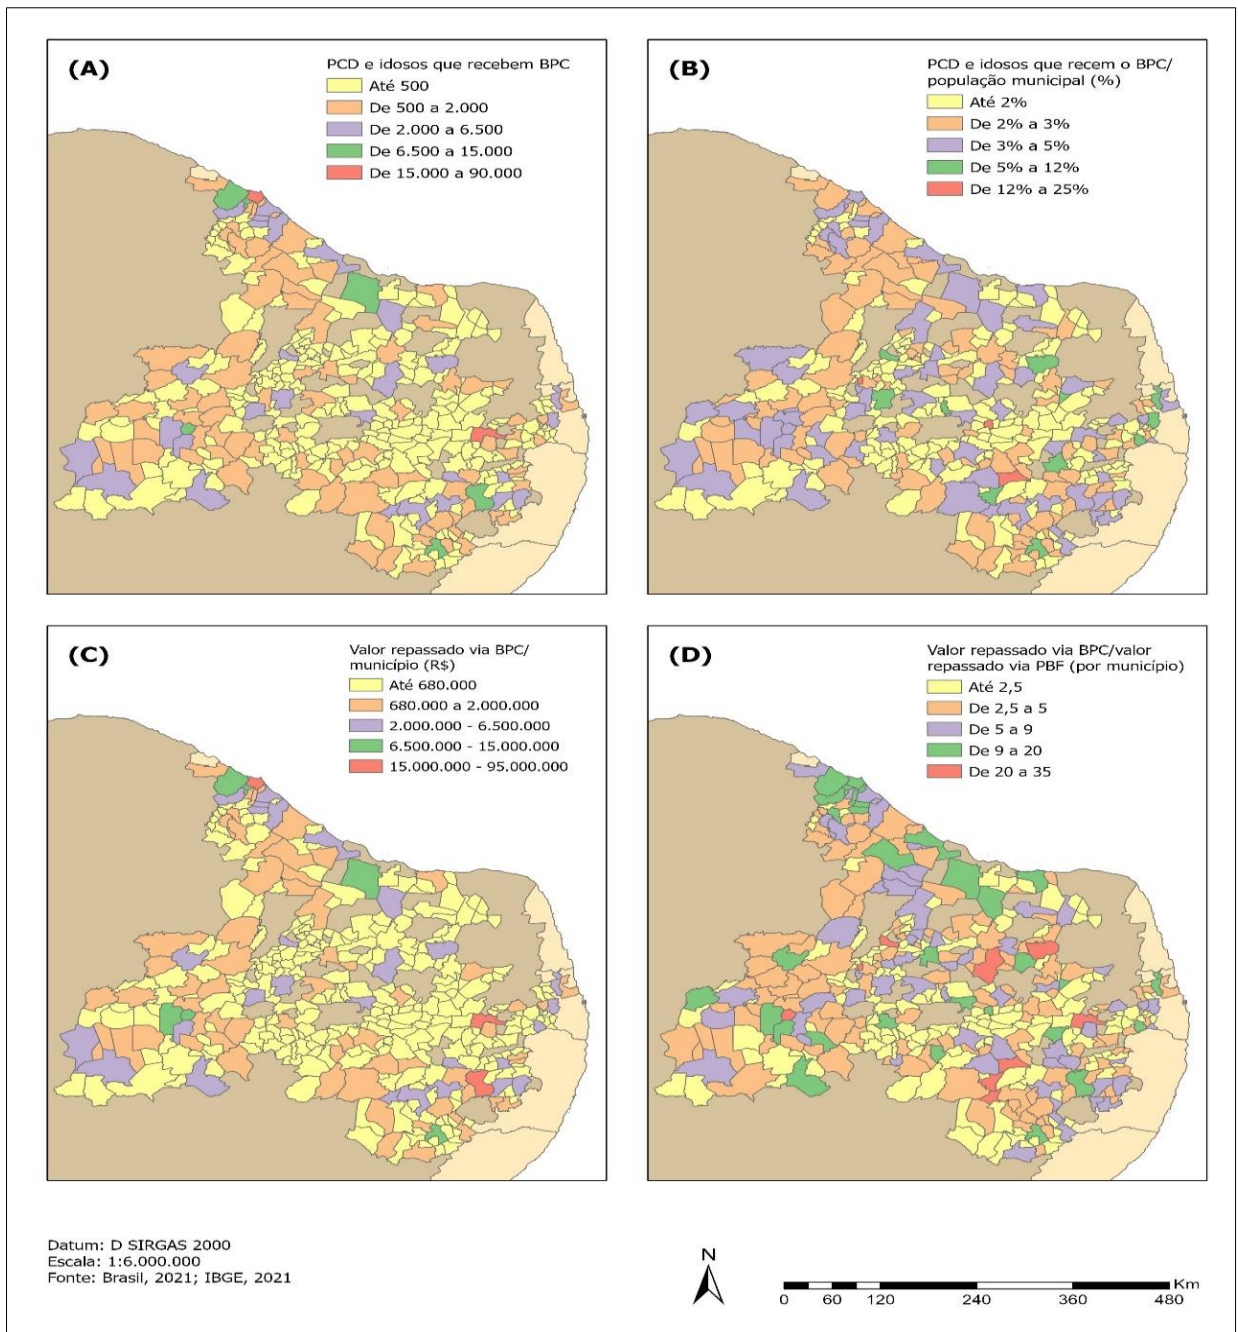 (A)
PCD e idosos que recebem BPC
Até 500
De 500 a 2.000
De 2.000 a 6.500
De 6.500 a 15.000
De 15.000 a 90.000
(B)
PCD e idosos que recem o BPC/
população municipal (%)
Até 2%
De 2% a 3%
De 3% a 5%
De 5% a 12%
De 12% a 25%
(C)
Valor repassado via BPC/
município (R$)
Até 680.000
680.000 a 2.000.000
2.000.000 - 6.500.000
6.500.000 - 15.000.000
15.000.000 - 95.000.000
(D)
Valor repassado via BPC/valor
repassado via PBF (por município)
Até 2,5
De 2,5 a 5
De 5 a 9
De 9 a 20
De 20 a 35
Datum: D SIRGAS 2000
Escala: 1:6.000.000
Fonte: Brasil, 2021; IBGE, 2021
N
Km
0 60 120 240 360 480